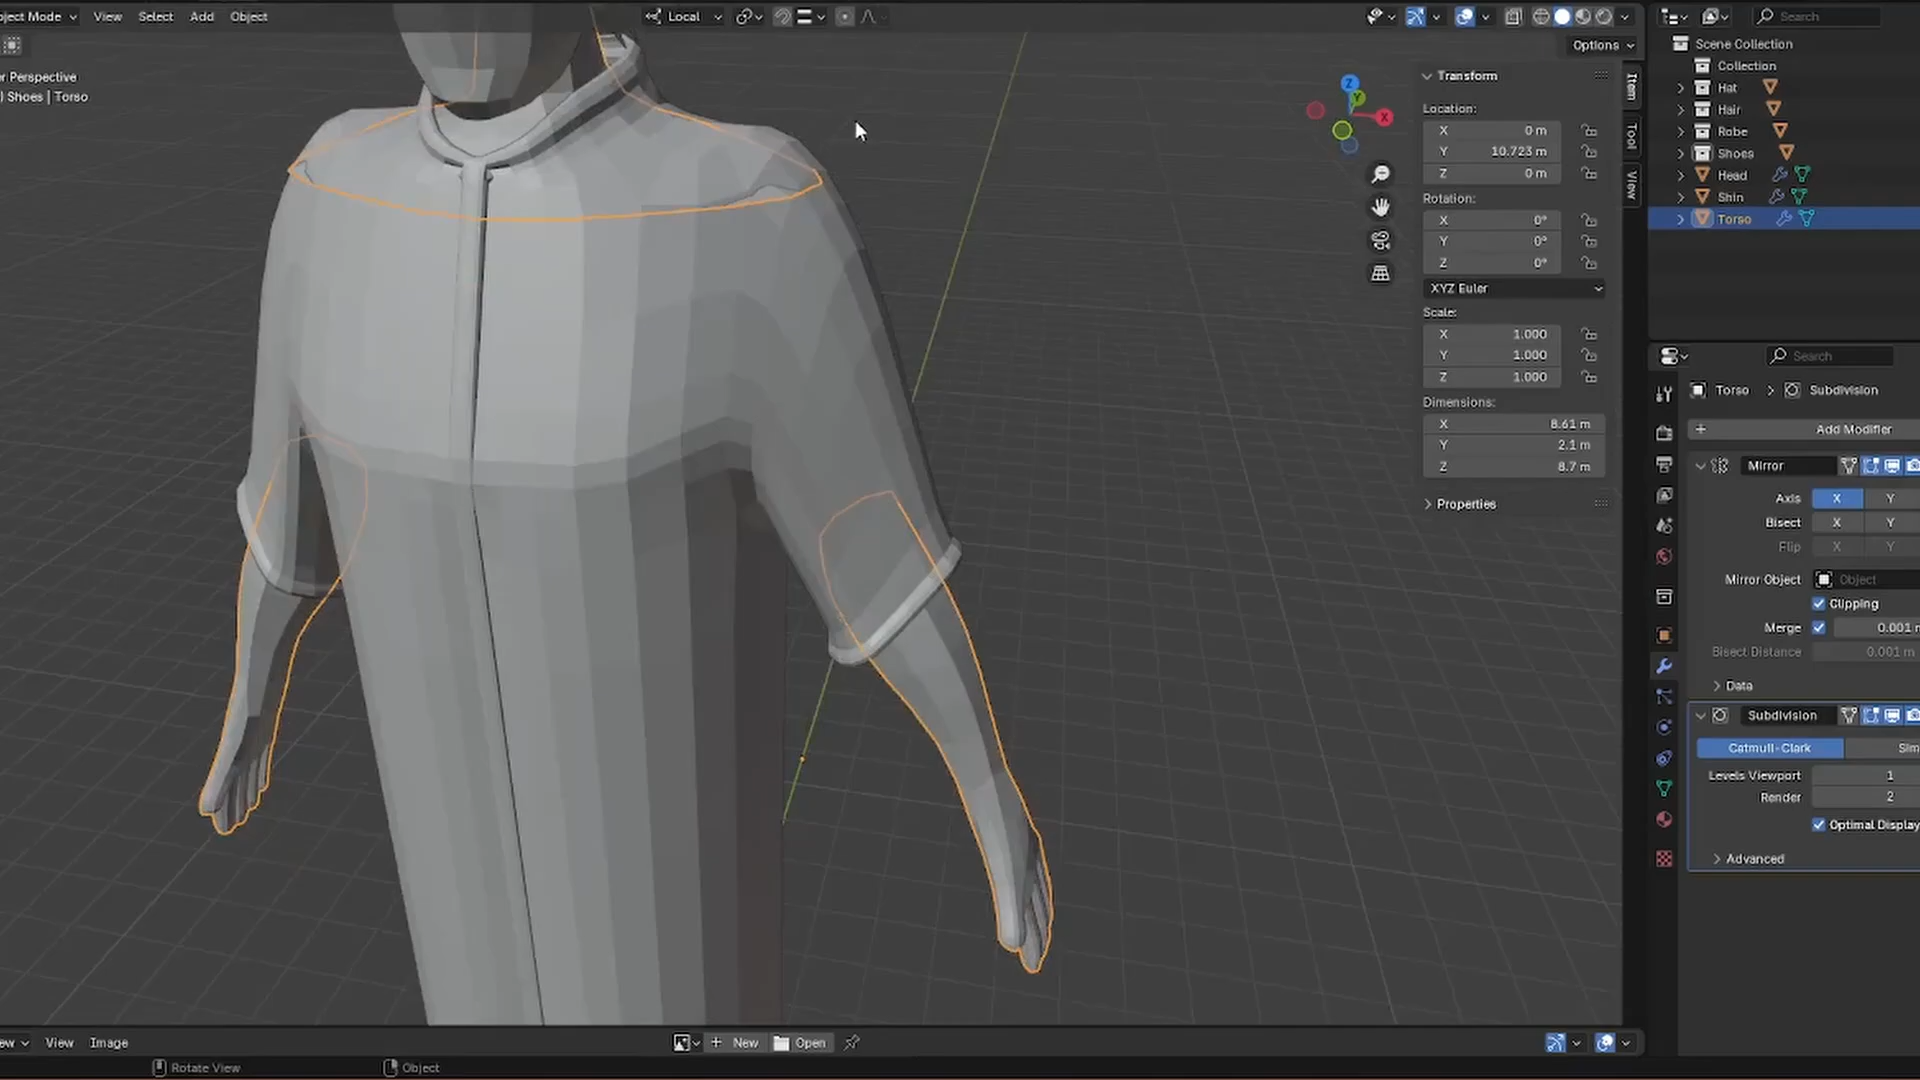 oject Mode View Select Add Object Local
Options
r Perspective
) Shoes | Torso
Z
Y
X
Transform
Location:
X 0 m
Y 10.723 m
Z 0 m
Rotation:
X 0°
Y 0°
Z 0°
XYZ Euler
Scale:
X 1.000
Y 1.000
Z 1.000
Dimensions:
X 8.61 m
Y 2.1 m
Z 8.7 m
Properties
Item
Tool
View
Search
Scene Collection
Collection
Hat
Hair
Robe
Shoes
Head
Shin
Torso
Search
Torso > Subdivision
+ Add Modifier
Mirror
Axis X Y
Bisect X Y
Flip X Y
Mirror Object Object
Clipping
Merge 0.001 m
Bisect Distance 0.001 m
Data
Subdivision
Catmull-Clark Sim
Levels Viewport 1
Render 2
Optimal Display
Advanced
ew View Image + New Open
Rotate View Object